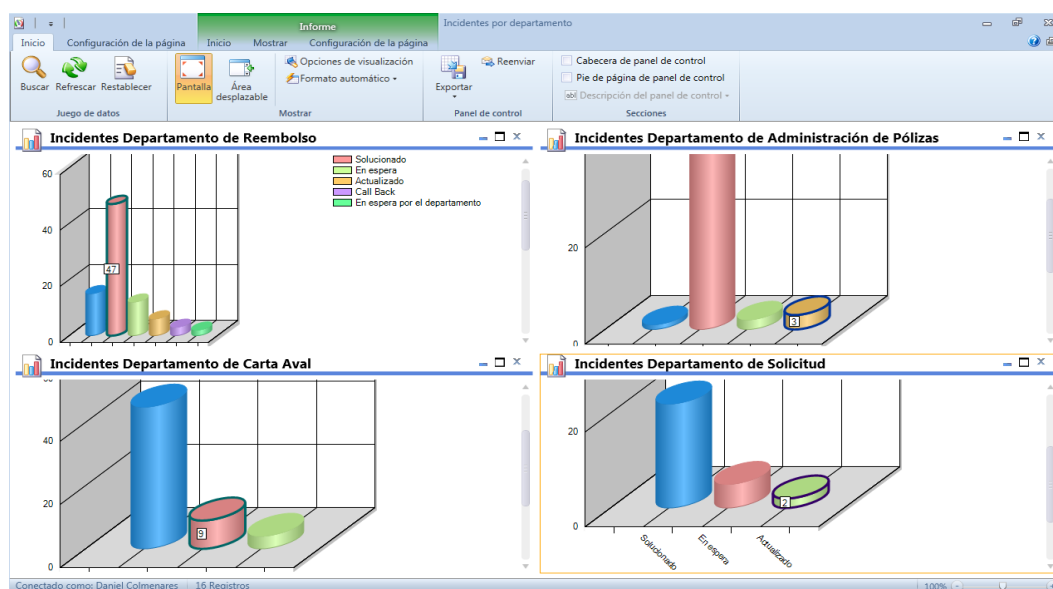 Informe
Incidentes por departamento
Inicio
Configuración de la página
Inicio
Mostrar
Configuración de la página
Buscar
Refrescar
Restablecer
Juego de datos
Pantalla
Área desplazable
Opciones de visualización
Formato automático
Mostrar
Exportar
Reenviar
Panel de control
Cabecera de panel de control
Pie de página de panel de control
abl Descripción del panel de control
Secciones
Incidentes Departamento de Reembolso
Solucionado
En espera
Actualizado
Call Back
En espera por el departamento
60
40
20
0
47
Incidentes Departamento de Administración de Pólizas
20
0
3
Incidentes Departamento de Carta Aval
60
40
20
0
9
Incidentes Departamento de Solicitud
20
0
2
Solucionado
En espera
Actualizado
Conectado como: Daniel Colmenares
16 Registros
100%